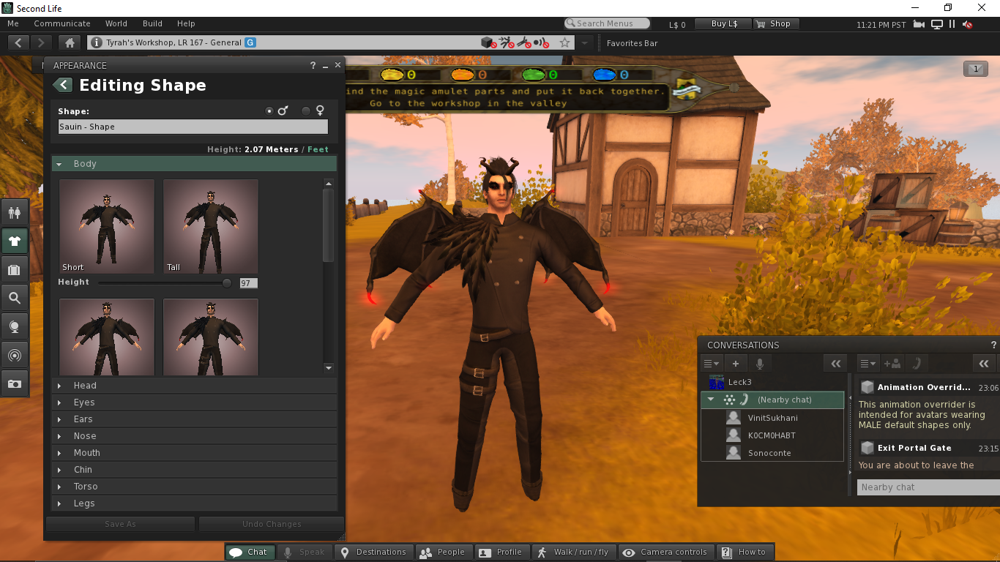 Second Life
Me Communicate World Build Help
Search Menus
L$ 0
Buy L$
Shop
11:21 PM PST
Tyrah's Workshop, LR 167 - General G
Favorites Bar
APPEARANCE ?
Editing Shape
Shape:
Sauin - Shape
Height: 2.07 Meters / Feet
Body
Short
Tall
Height 97
Head
Eyes
Ears
Nose
Mouth
Chin
Torso
Legs
Save As
Undo Changes
0 0 0 0
ind the magic amulet parts and put it back together.
Go to the workshop in the valley
1
CONVERSATIONS ?
Leck3
(Nearby chat)
VinitSukhani
K0CM0HABT
Sonoconte
Animation Overrid... 23:06
This animation overrider is
intended for avatars wearing
MALE default shapes only.
Exit Portal Gate 23:15
You are about to leave the
Nearby chat
Chat
Speak
Destinations
People
Profile
Walk / run / fly
Camera controls
How to